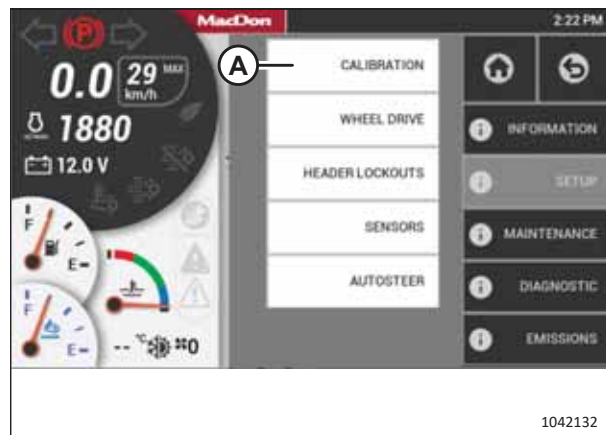 MacDon
2:22 PM
(P)
0.0
29 MAX
km/h
1880
12.0 V
F
E
F
E
-- °C
0
A
CALIBRATION
WHEEL DRIVE
HEADER LOCKOUTS
SENSORS
AUTOSTEER
INFORMATION
SETUP
MAINTENANCE
DIAGNOSTIC
EMISSIONS
1042132